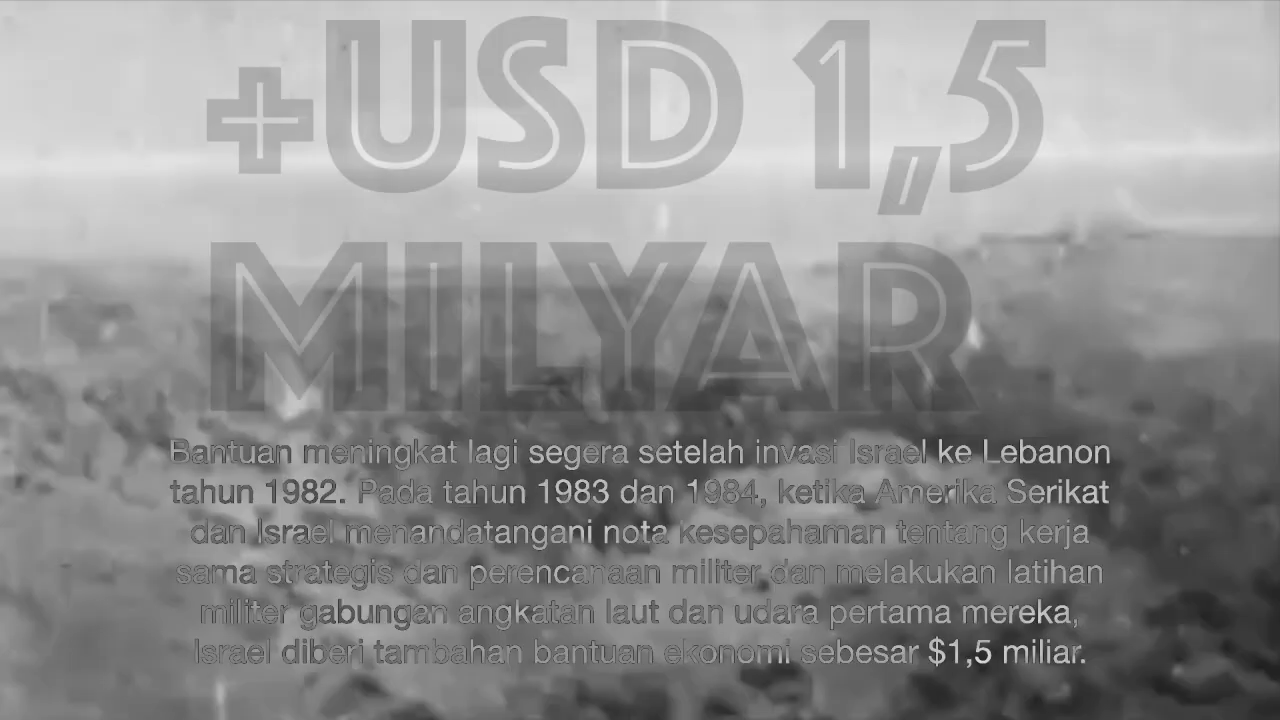 +USD 1,5
MILYAR
Bantuan meningkat lagi segera setelah invasi Israel ke Lebanon
tahun 1982. Pada tahun 1983 dan 1984, ketika Amerika Serikat
dan Israel menandatangani nota kesepahaman tentang kerja
sama strategis dan perencanaan militer dan melakukan latihan
militer gabungan angkatan laut dan udara pertama mereka,
Israel diberi tambahan bantuan ekonomi sebesar $1,5 miliar.